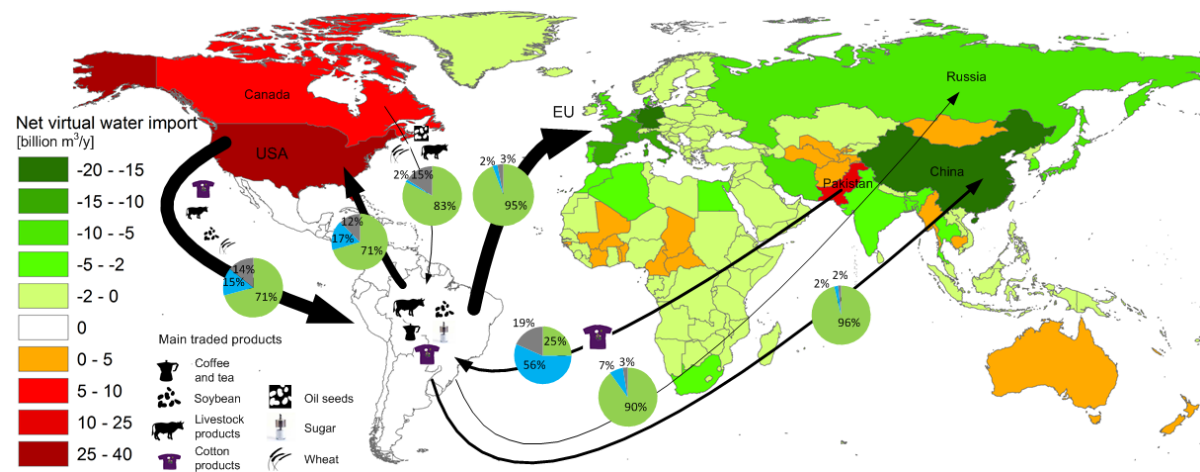 Canada
USA
EU
Russia
China
Pakistan
Net virtual water import
[billion m³/y]
-20 - -15
-15 - -10
-10 - -5
-5 - -2
-2 - 0
0
0 - 5
5 - 10
10 - 25
25 - 40
2%
15%
83%
2%
3%
95%
12%
17%
71%
14%
15%
71%
19%
25%
56%
7%
3%
90%
2%
2%
96%
Main traded products
Coffee
and tea
Soybean
Livestock
products
Cotton
products
Oil seeds
Sugar
Wheat